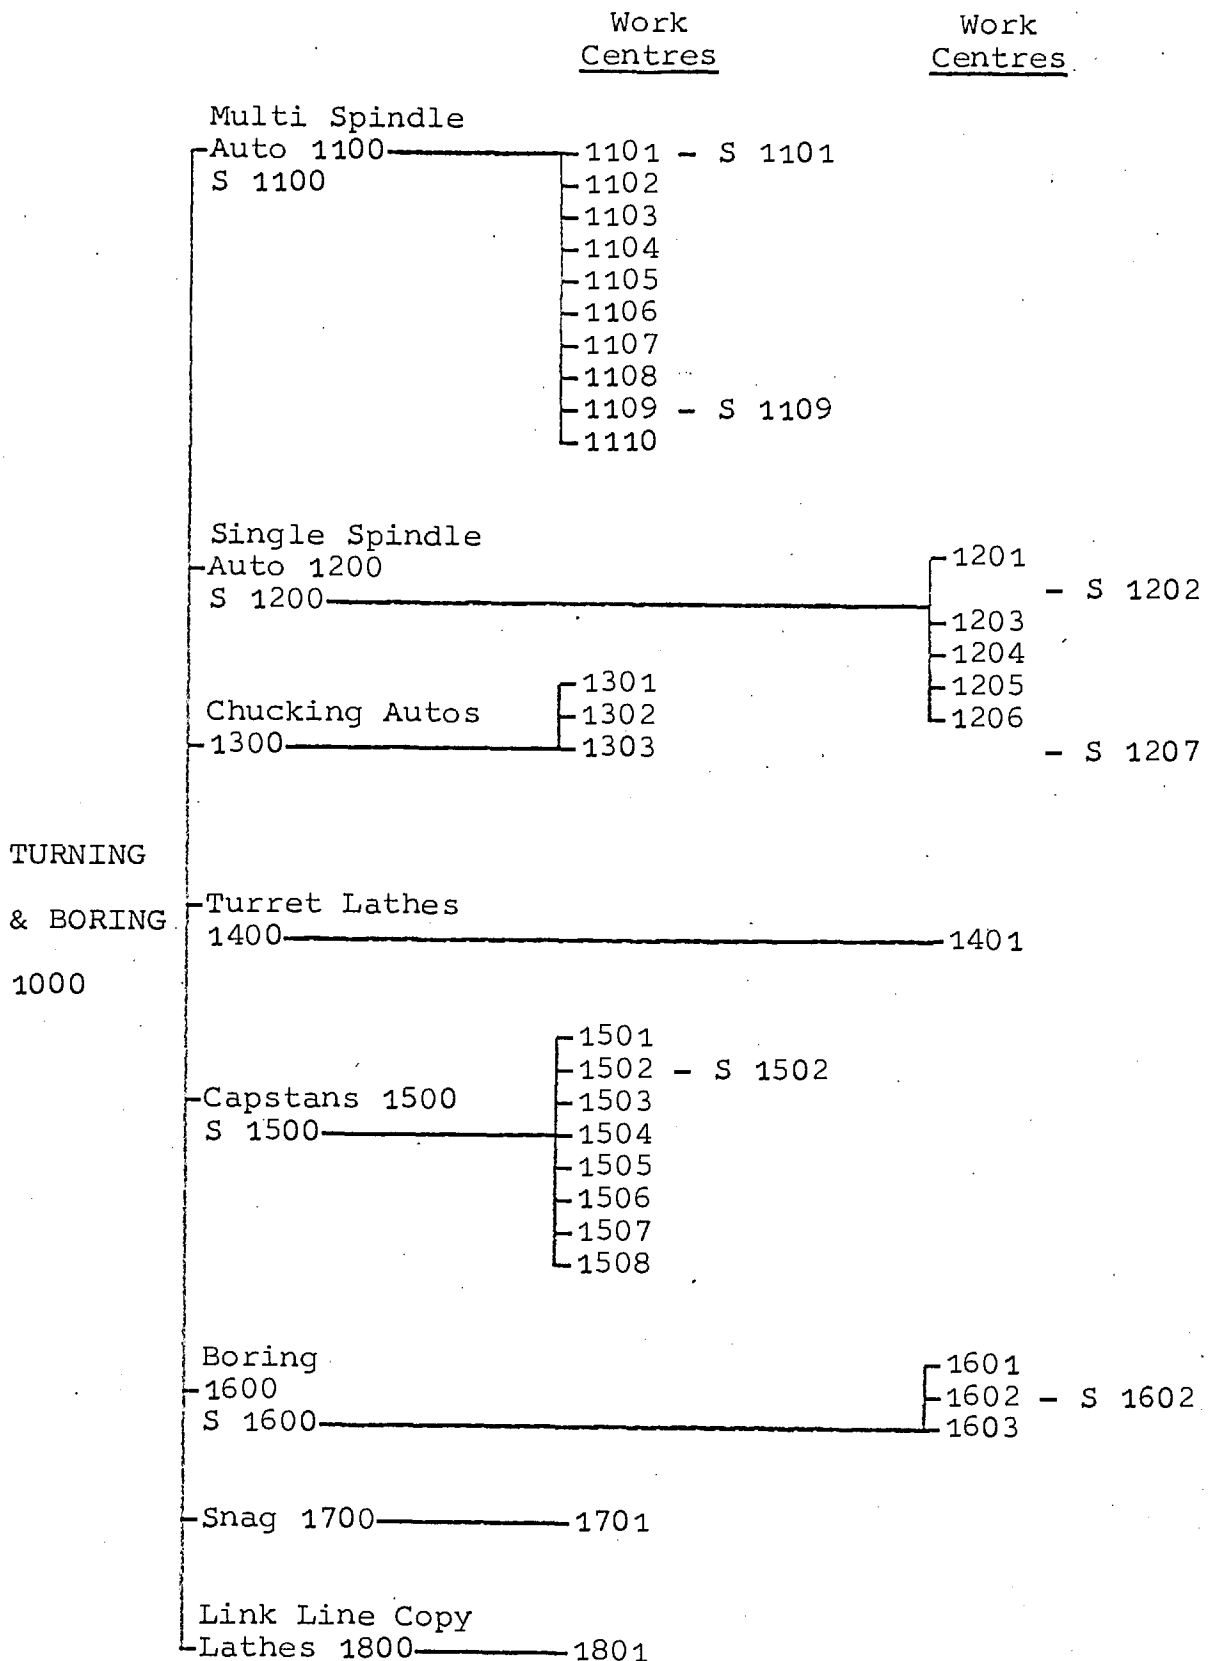 Work Work
Centres Centres
Multi Spindle
Auto 1100 1101 - S 1101
S 1100 1102
1103
1104
1105
1106
1107
1108
1109 - S 1109
1110
Single Spindle
Auto 1200 1201
S 1200 - S 1202
1203
1204
1205
1206
- S 1207
Chucking Autos
1300
1301
1302
1303
TURNING
& BORING
1000
Turret Lathes
1400 1401
Capstans 1500
S 1500
1501
1502 - S 1502
1503
1504
1505
1506
1507
1508
Boring
1600
S 1600
1601
1602 - S 1602
1603
Snag 1700 1701
Link Line Copy
Lathes 1800 1801